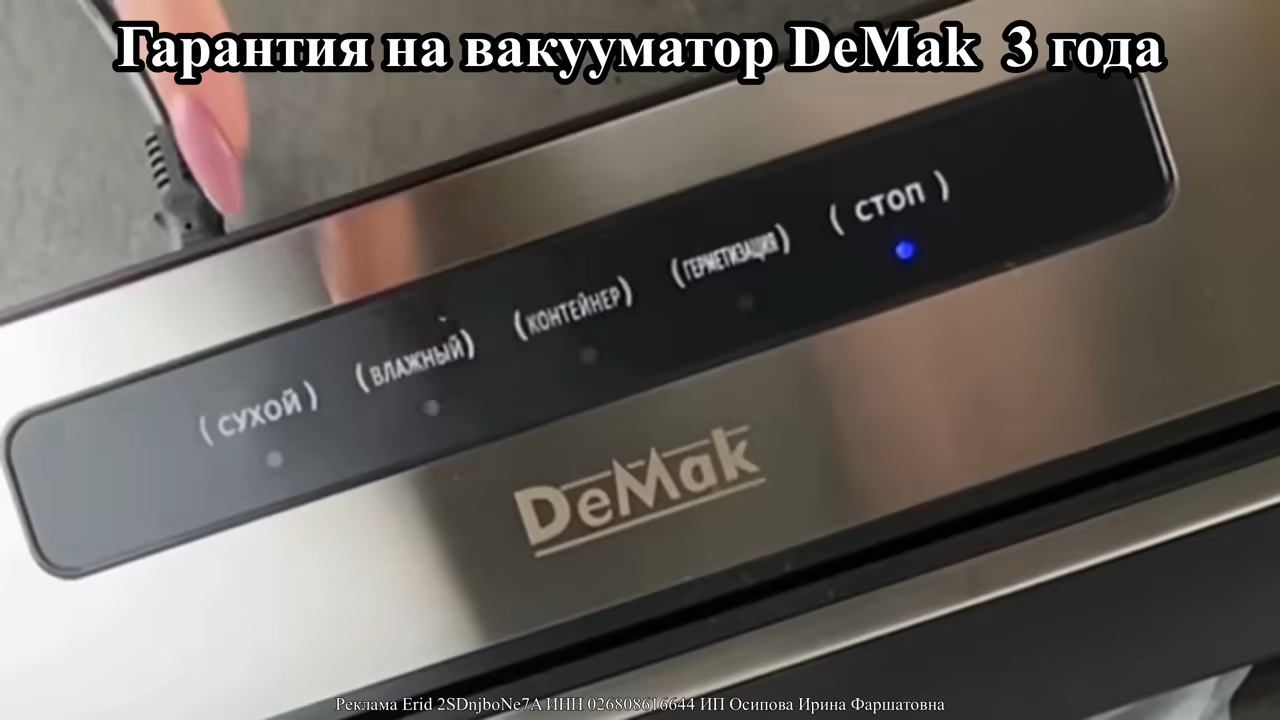 Гарантия на вакууматор DeMak 3 года
( СУХОЙ ) (ВЛАЖНЫЙ) (КОНТЕЙНЕР) (ГЕРМЕТИЗАЦИЯ) ( СТОП )
DeMak
Реклама Erid 2SDnjboNe7A ИНН 026808616644 ИП Осипова Ирина Фаршатовна